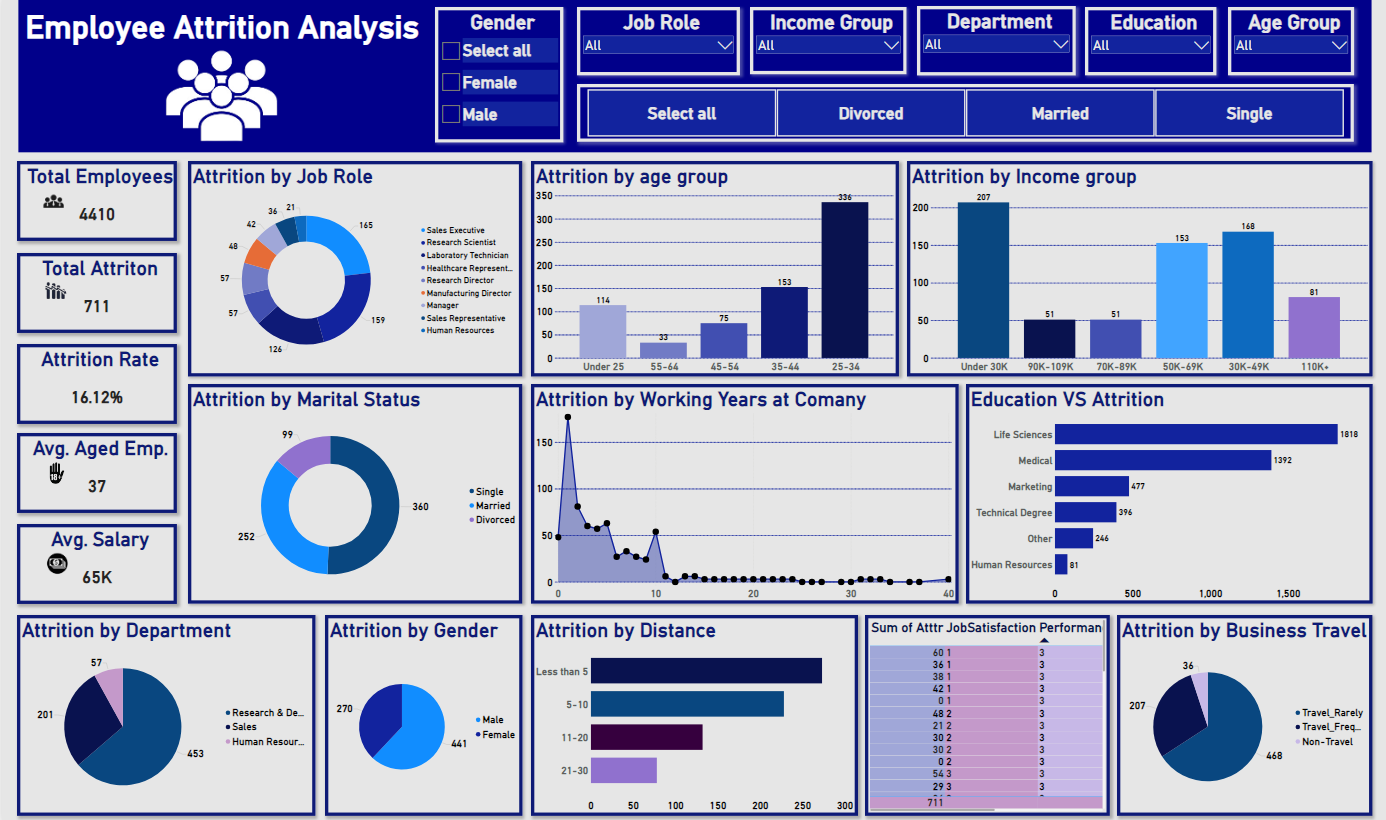 Employee Attrition Analysis
Gender
Select all
Female
Male
Job Role
All
Income Group
All
Department
All
Education
All
Age Group
All
Select all
Divorced
Married
Single
Total Employees
4410
Total Attriton
711
Attrition Rate
16.12%
Avg. Aged Emp.
18+
37
Avg. Salary
65K
Attrition by Job Role
165
159
126
57
57
48
42
36
21
Sales Executive
Research Scientist
Laboratory Technician
Healthcare Represent...
Research Director
Manufacturing Director
Manager
Sales Representative
Human Resources
Attrition by age group
350
300
250
200
150
100
50
0
114
33
75
153
336
Under 25
55-64
45-54
35-44
25-34
Attrition by Income group
200
150
100
50
0
207
51
51
153
168
81
Under 30K
90K-109K
70K-89K
50K-69K
30K-49K
110K+
Attrition by Marital Status
99
360
252
Single
Married
Divorced
Attrition by Working Years at Comany
150
100
50
0
0
10
20
30
40
Education VS Attrition
Life Sciences 1818
Medical 1392
Marketing 477
Technical Degree 396
Other 246
Human Resources 81
0 500 1,000 1,500
Attrition by Department
57
201
453
Research & De...
Sales
Human Resour...
Attrition by Gender
270
441
Male
Female
Attrition by Distance
Less than 5
5-10
11-20
21-30
0 50 100 150 200 250 300
Sum of Atttr JobSatisfaction Performan
60 1 3
36 1 3
38 1 3
42 1 3
0 1 3
48 2 3
21 2 3
30 2 3
30 2 3
0 2 3
54 3 3
29 3 3
711
Attrition by Business Travel
36
207
468
Travel_Rarely
Travel_Freq...
Non-Travel